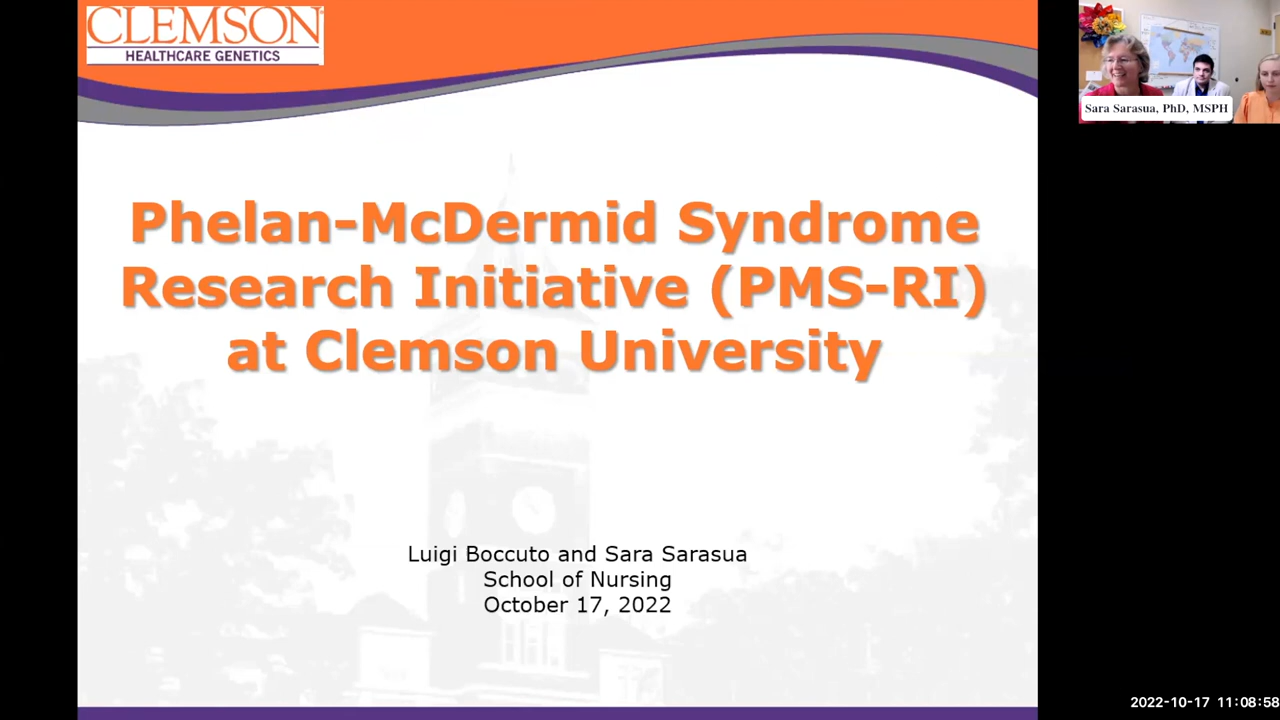 CLEMSON
HEALTHCARE GENETICS
Sara Sarasua, PhD, MSPH
Phelan-McDermid Syndrome
Research Initiative (PMS-RI)
at Clemson University
Luigi Boccuto and Sara Sarasua
School of Nursing
October 17, 2022
2022-10-17 11:08:58